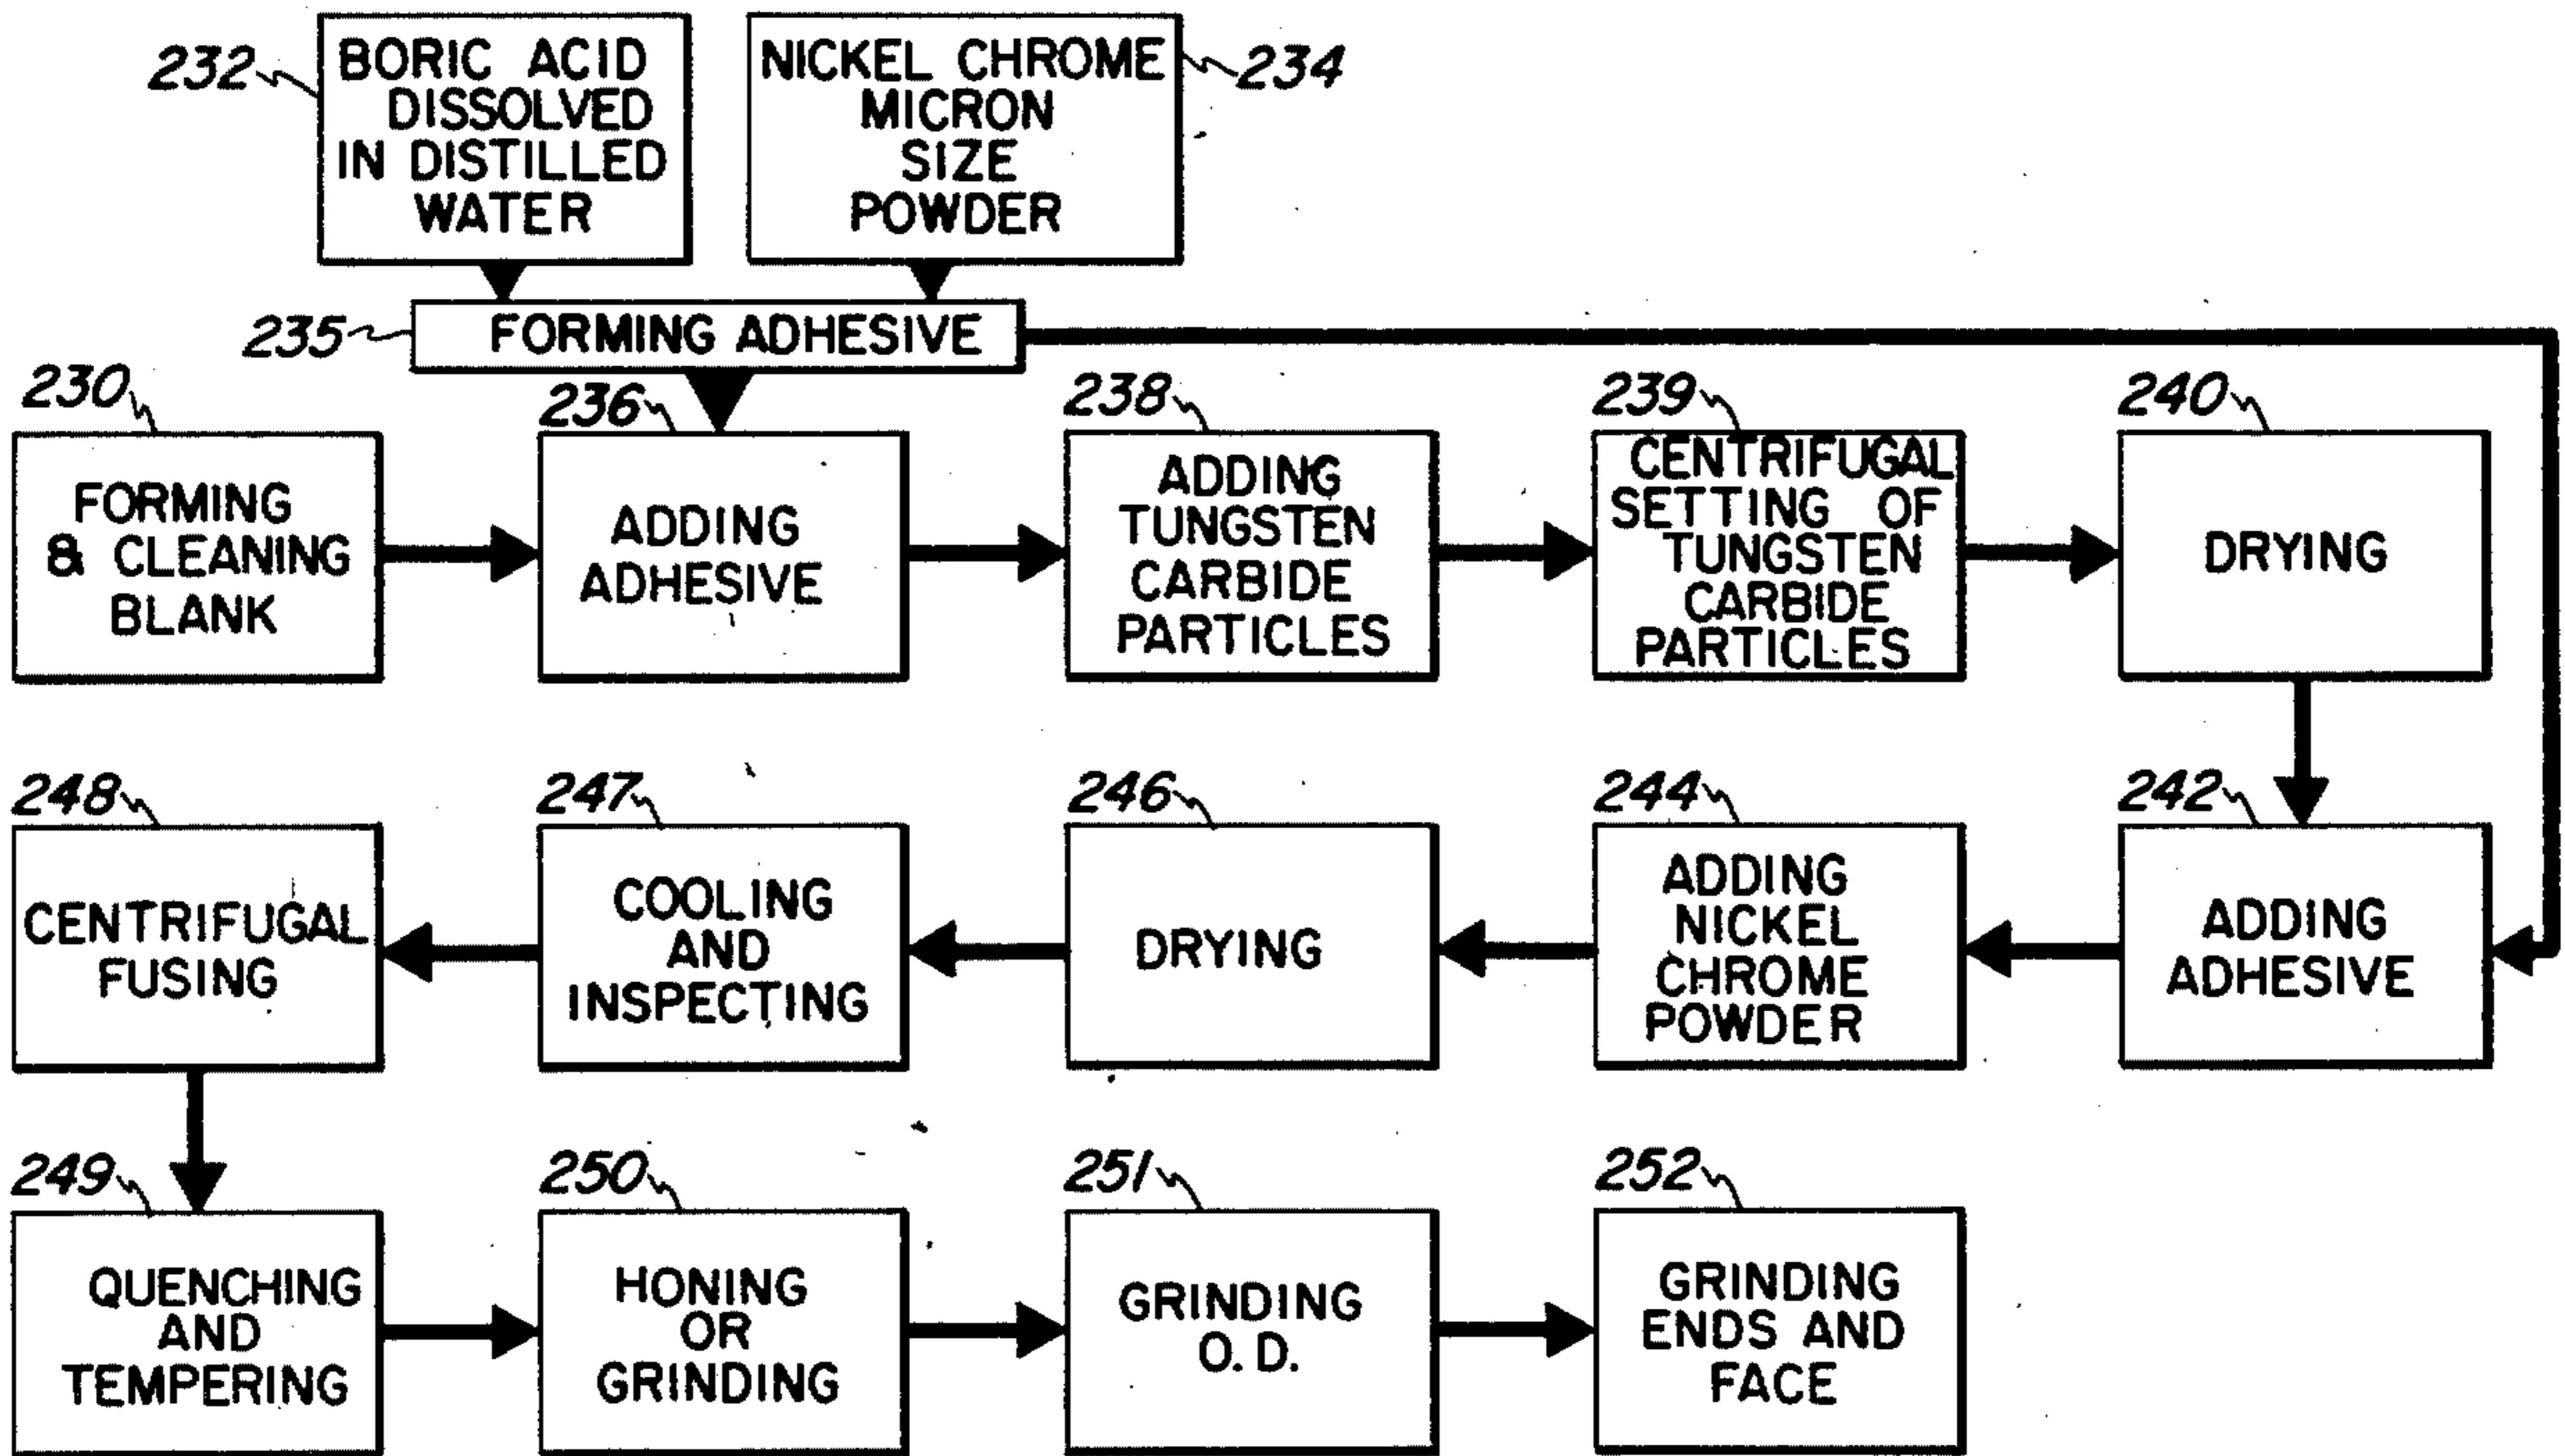 232
BORIC ACID
DISSOLVED
IN DISTILLED
WATER
NICKEL CHROME
MICRON
SIZE
POWDER
234
235
FORMING ADHESIVE
230
FORMING
& CLEANING
BLANK
236
ADDING
ADHESIVE
238
ADDING
TUNGSTEN
CARBIDE
PARTICLES
239
CENTRIFUGAL
SETTING OF
TUNGSTEN
CARBIDE
PARTICLES
240
DRYING
248
CENTRIFUGAL
FUSING
247
COOLING
AND
INSPECTING
246
DRYING
244
ADDING
NICKEL
CHROME
POWDER
242
ADDING
ADHESIVE
249
QUENCHING
AND
TEMPERING
250
HONING
OR
GRINDING
251
GRINDING
O. D.
252
GRINDING
ENDS AND
FACE